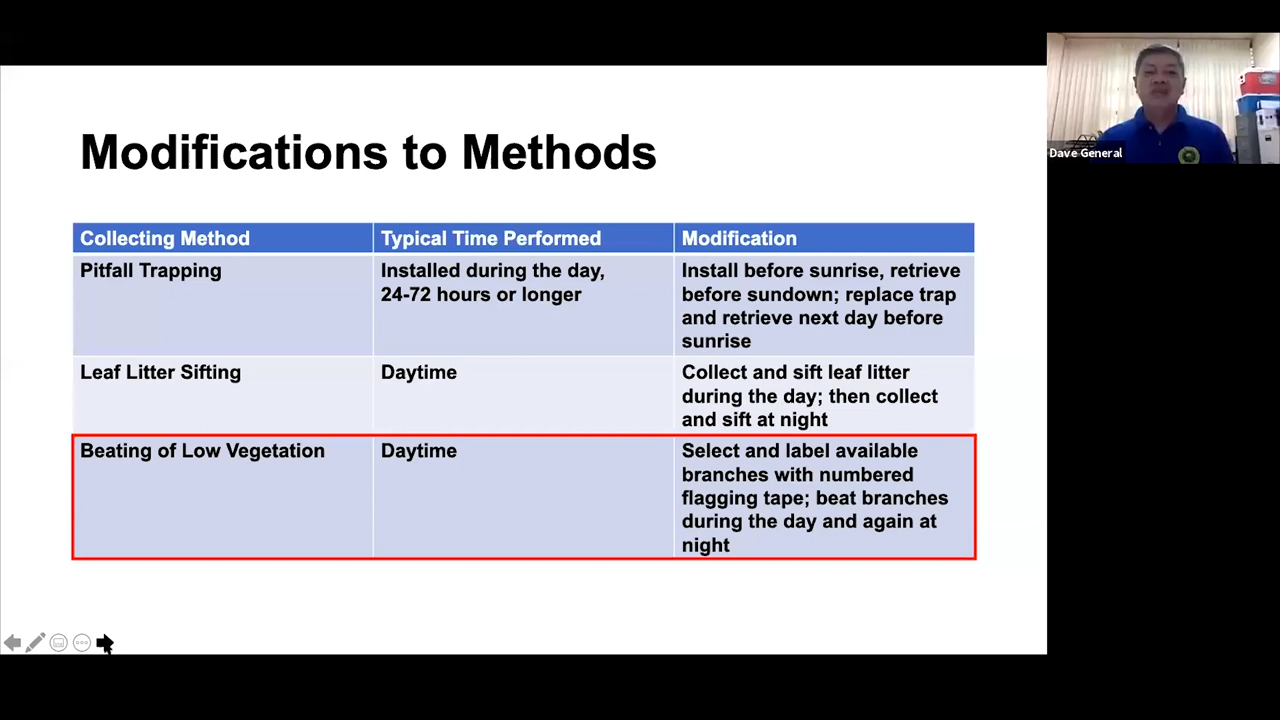 Modifications to Methods
Collecting Method
Typical Time Performed
Modification
Pitfall Trapping
Installed during the day,
24-72 hours or longer
Install before sunrise, retrieve
before sundown; replace trap
and retrieve next day before
sunrise
Leaf Litter Sifting
Daytime
Collect and sift leaf litter
during the day; then collect
and sift at night
Beating of Low Vegetation
Daytime
Select and label available
branches with numbered
flagging tape; beat branches
during the day and again at
night
Dave General